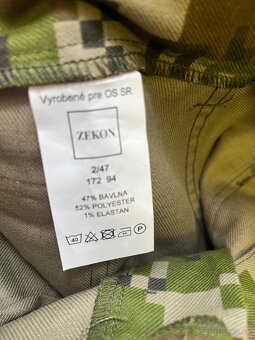 Vyrobené pre OS SR
ZEKON
2/47
172 94
47% BAVLNA
52% POLYESTER
1% ELASTAN
40
P